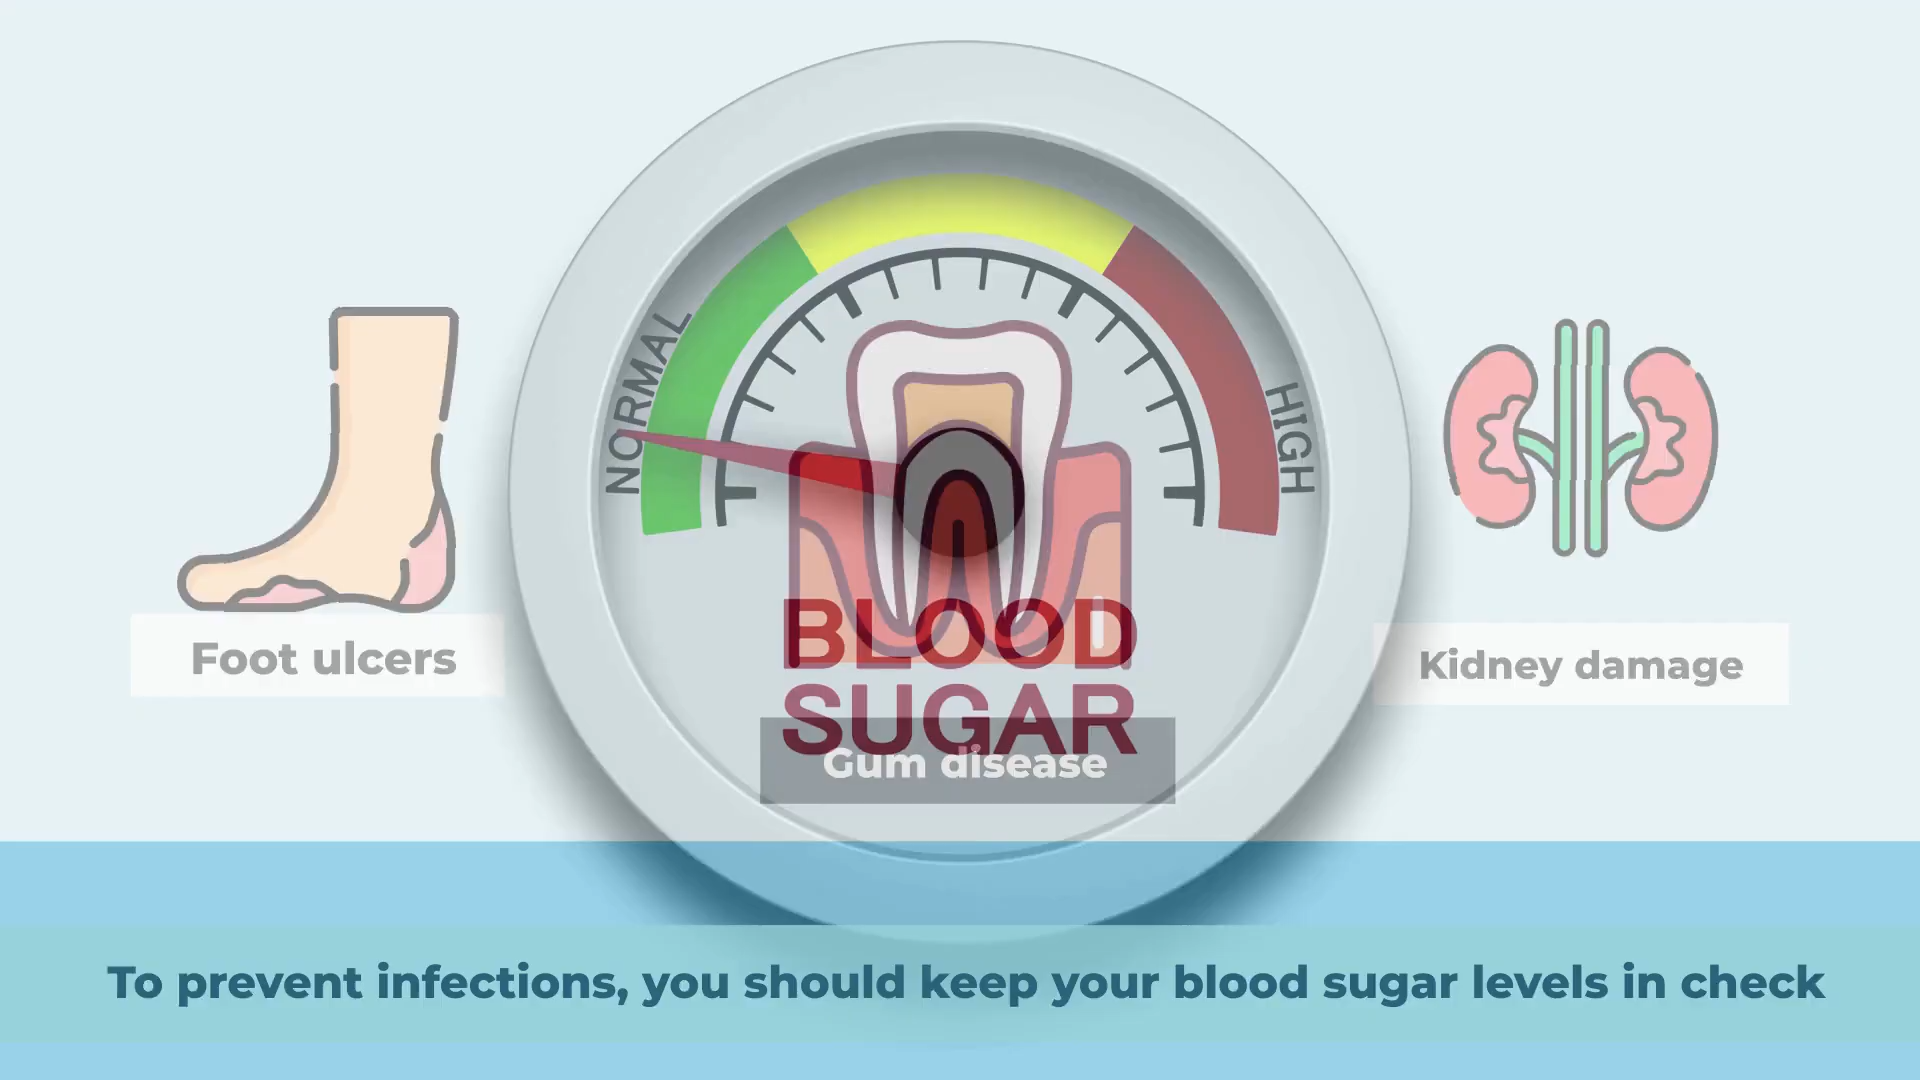 NORMAL
HIGH
BLOOD
SUGAR
Foot ulcers
Kidney damage
Gum disease
To prevent infections, you should keep your blood sugar levels in check